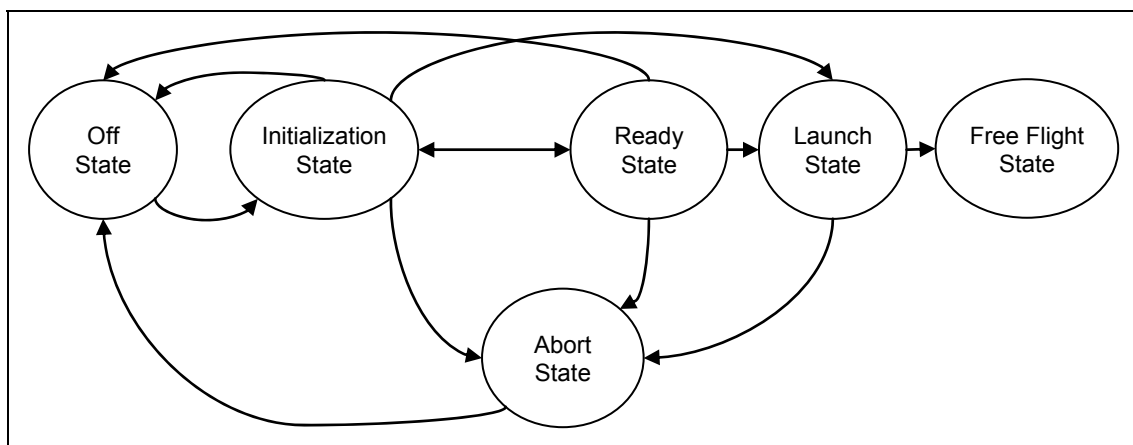 Off
State
Initialization
State
Ready
State
Launch
State
Free Flight
State
Abort
State